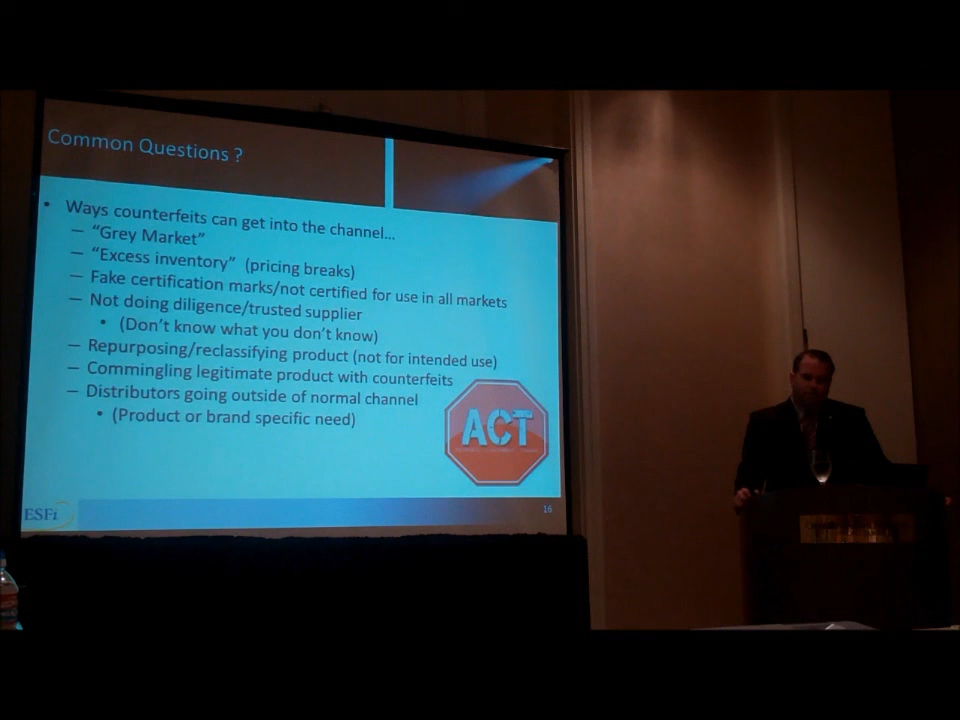 Common Questions ?
• Ways counterfeits can get into the channel...
– “Grey Market”
– “Excess inventory” (pricing breaks)
– Fake certification marks/not certified for use in all markets
– Not doing diligence/trusted supplier
• (Don’t know what you don’t know)
– Repurposing/reclassifying product (not for intended use)
– Commingling legitimate product with counterfeits
– Distributors going outside of normal channel
• (Product or brand specific need)
ACT
ESFi
16